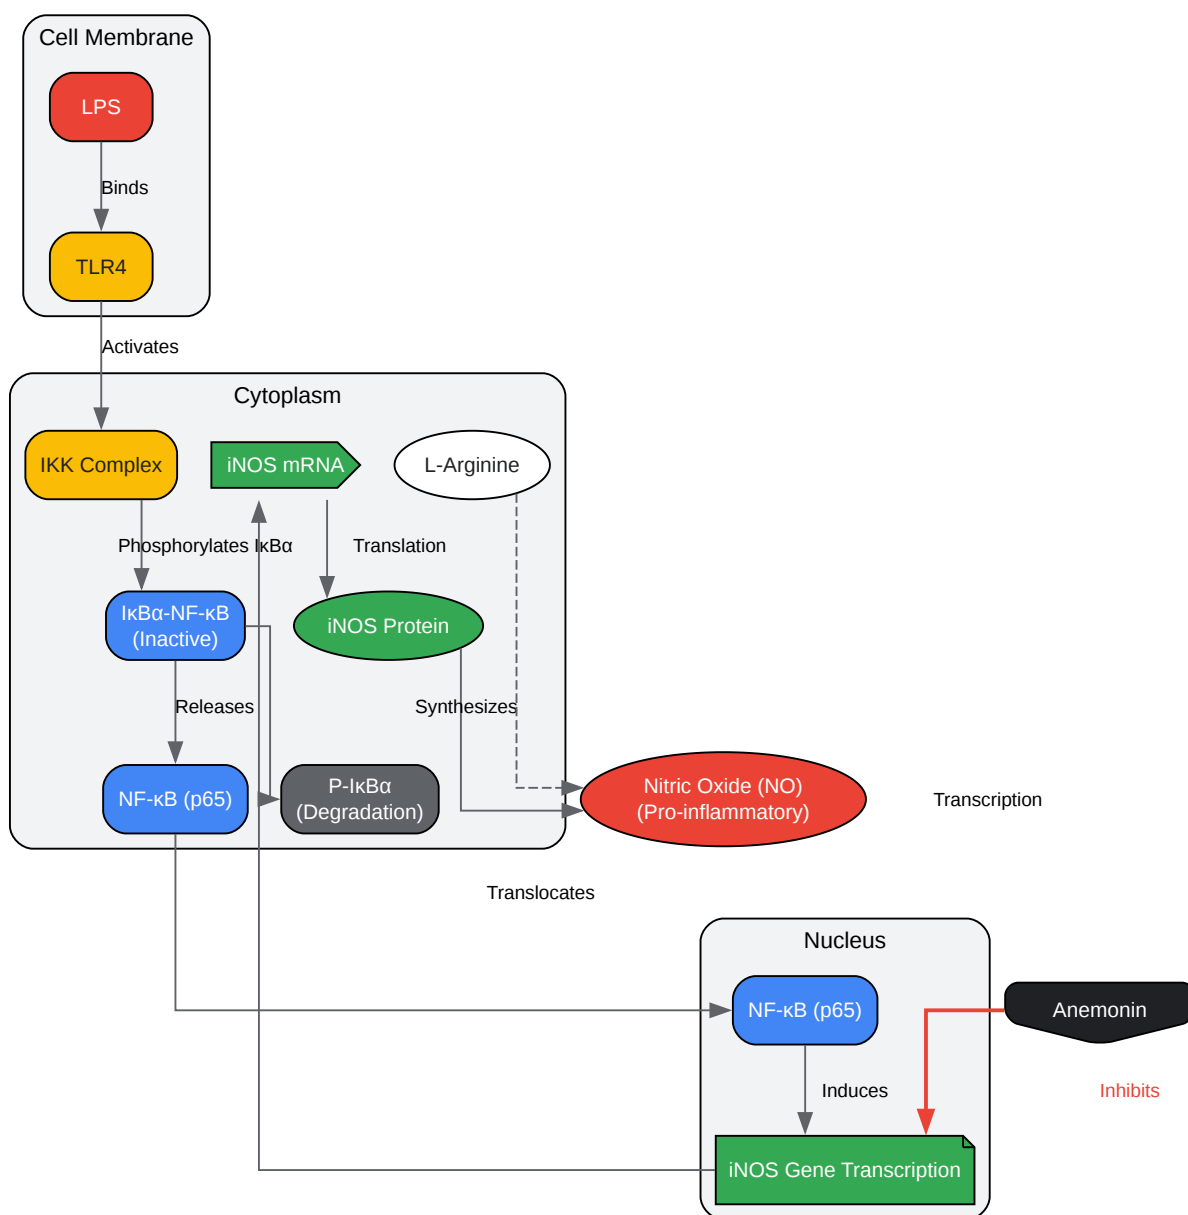 Cell Membrane
LPS
Binds
TLR4
Activates
Cytoplasm
IKK Complex
iNOS mRNA
L-Arginine
Phosphorylates IκBα
Translation
IκBα-NF-κB
(Inactive)
iNOS Protein
Releases
Synthesizes
NF-κB (p65)
P-IκBα
(Degradation)
Nitric Oxide (NO)
(Pro-inflammatory)
Transcription
Translocates
Nucleus
NF-κB (p65)
Anemonin
Induces
Inhibits
iNOS Gene Transcription